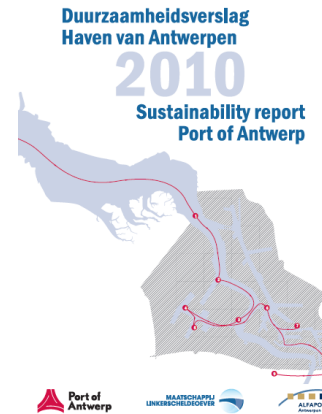 Duurzaamheidsverslag
Haven van Antwerpen
2010
Sustainability report
Port of Antwerp
Port of
Antwerp
MAATSCHAPPIJ
LINKERSCHELDEOEVER
ALFAPO
Antwerpen